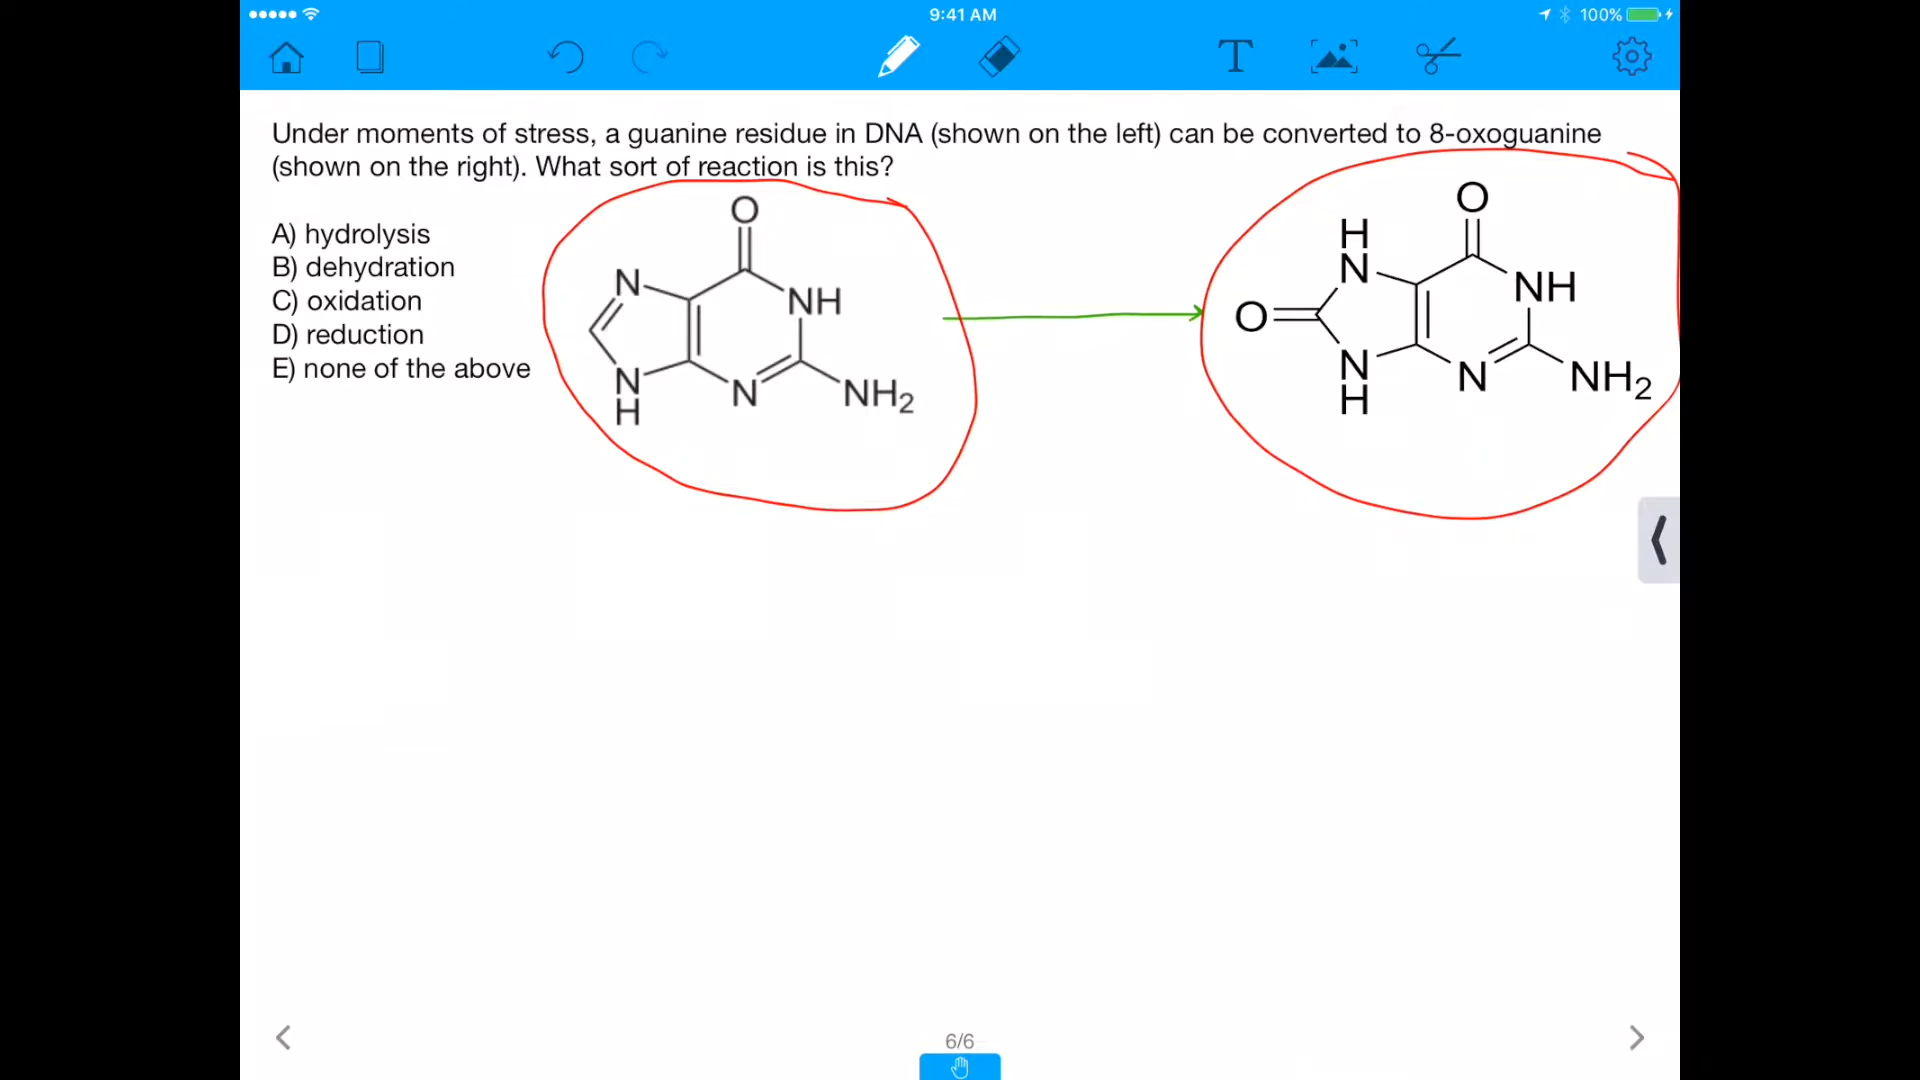 9:41 AM
100%
T
Under moments of stress, a guanine residue in DNA (shown on the left) can be converted to 8-oxoguanine
(shown on the right). What sort of reaction is this?
A) hydrolysis
B) dehydration
C) oxidation
D) reduction
E) none of the above
O
N
NH
N
H
N
NH2
O
H
N
NH
O
N
H
N
NH2
6/6